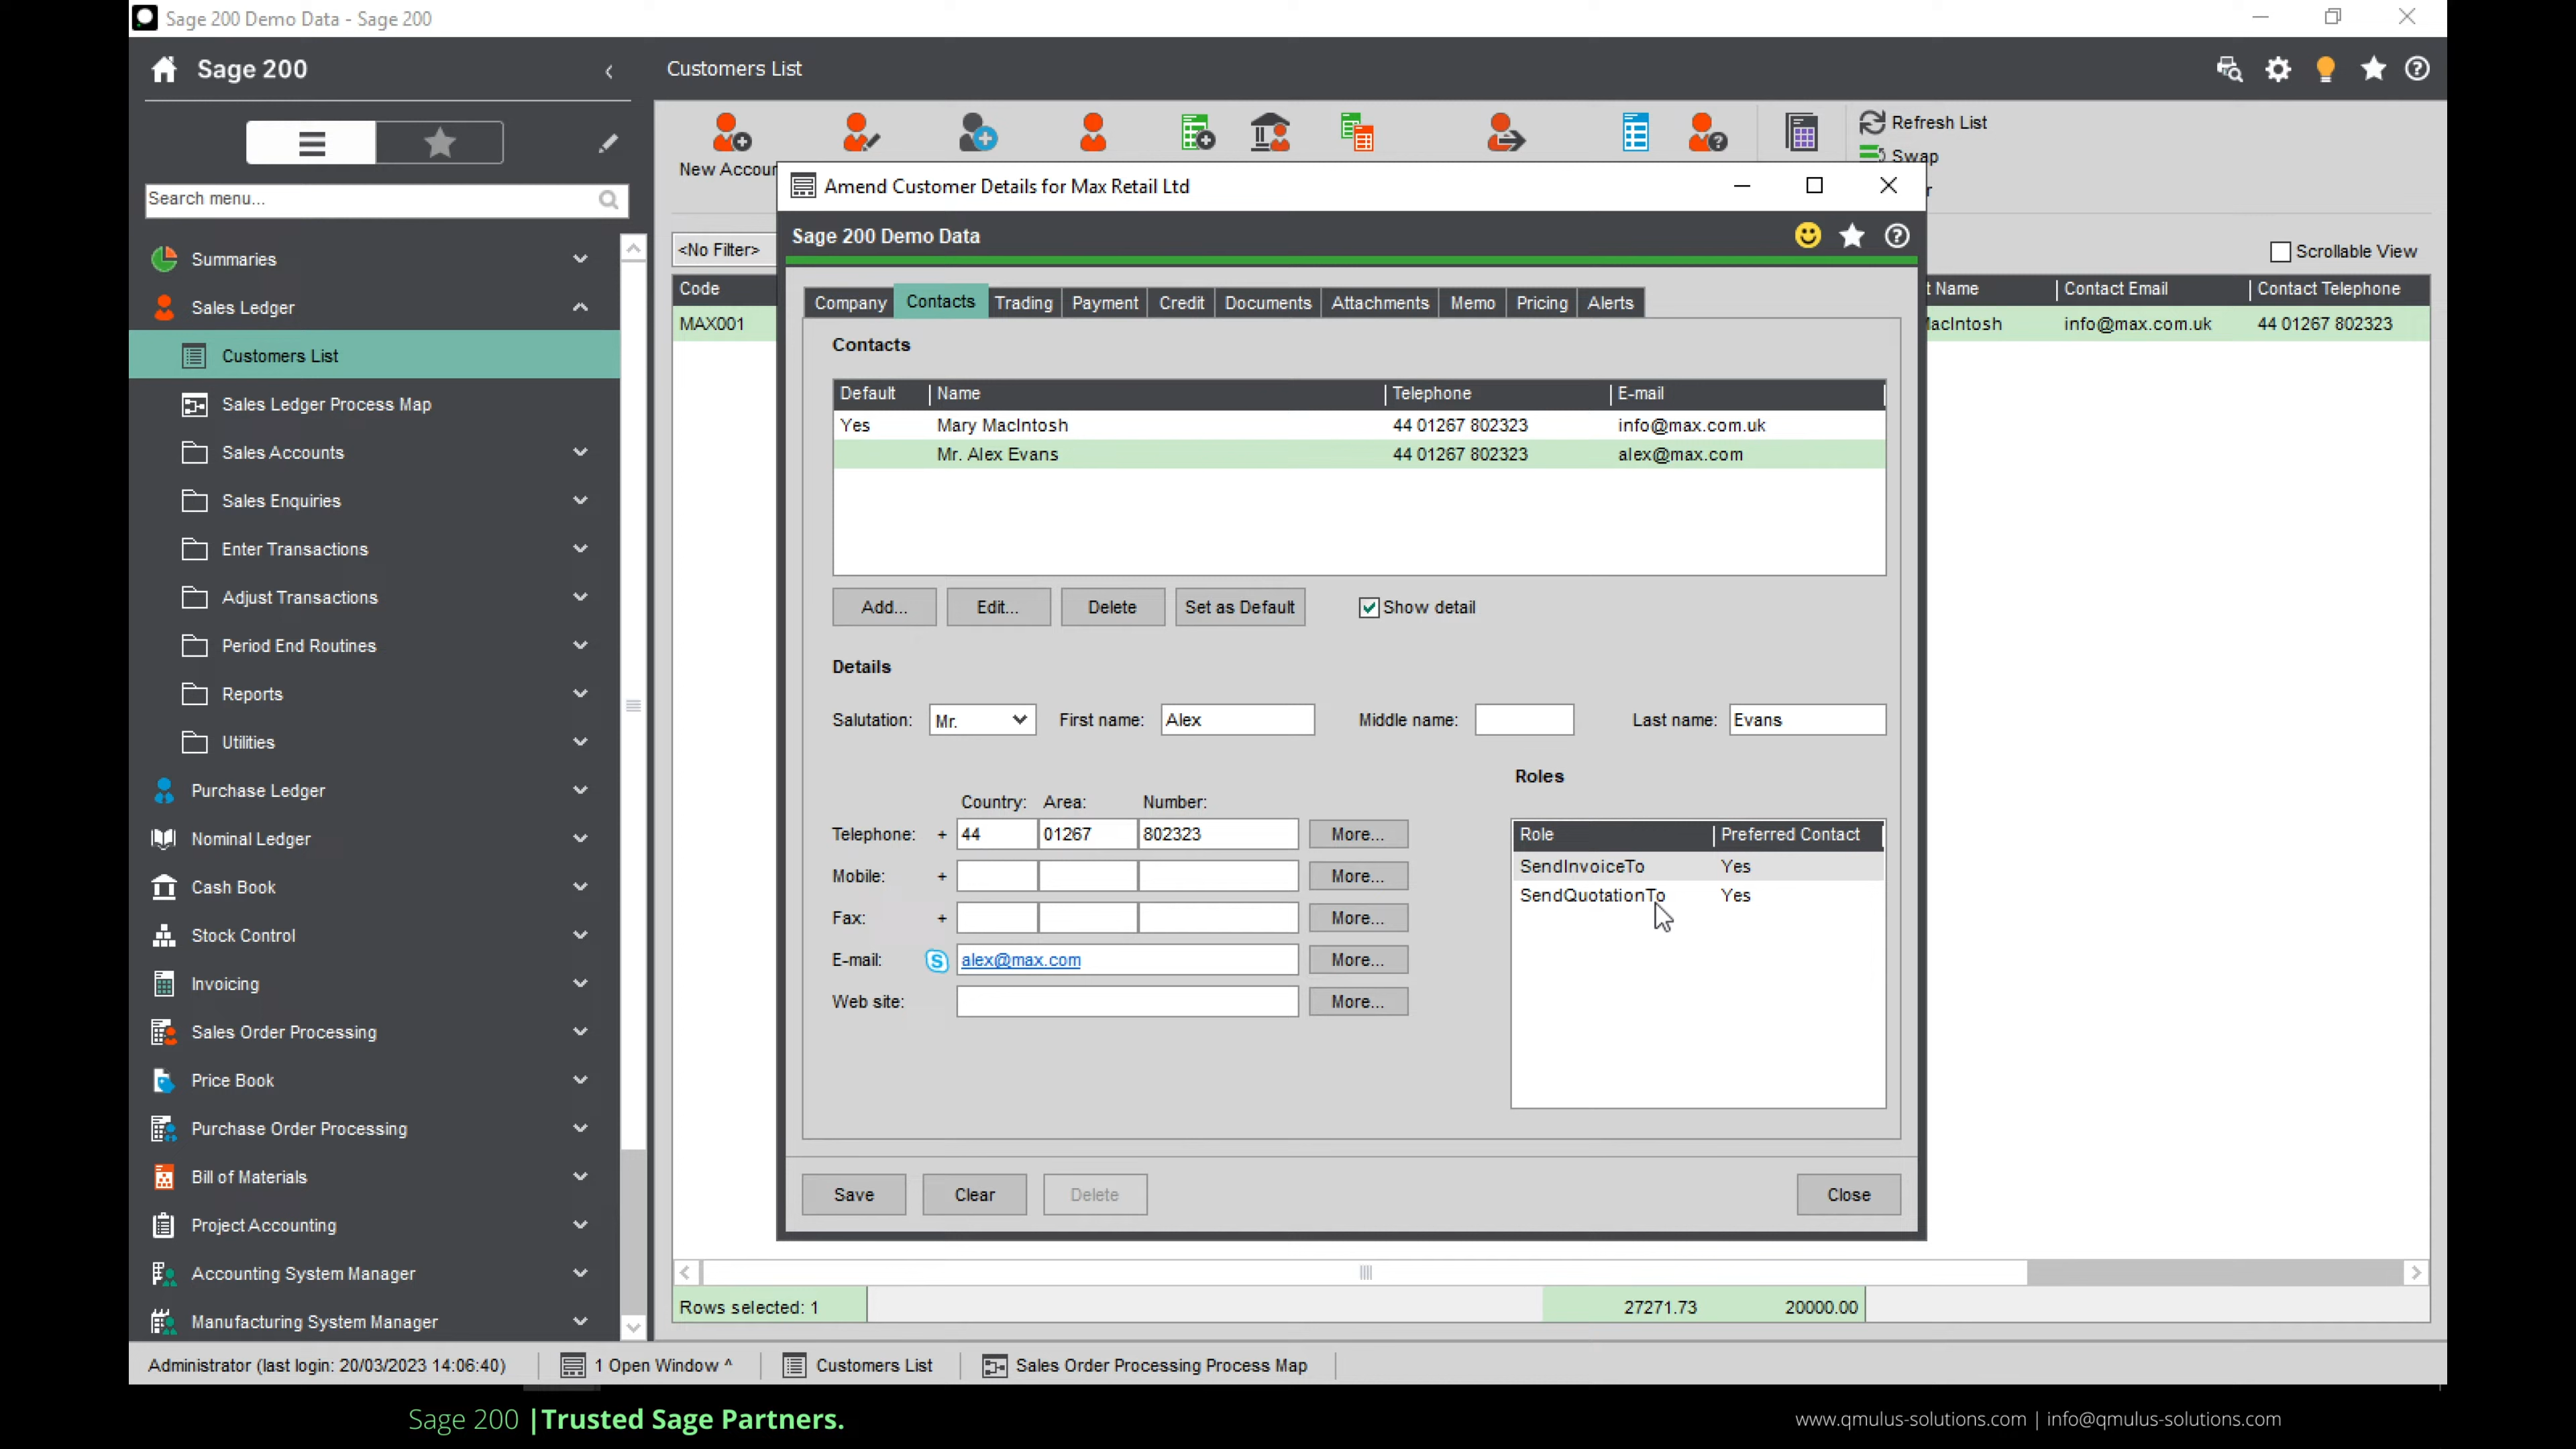 Sage 200 Demo Data - Sage 200
Sage 200
Customers List
Search menu...
Summaries
Sales Ledger
Customers List
Sales Ledger Process Map
Sales Accounts
Sales Enquiries
Enter Transactions
Adjust Transactions
Period End Routines
Reports
Utilities
Purchase Ledger
Nominal Ledger
Cash Book
Stock Control
Invoicing
Sales Order Processing
Price Book
Purchase Order Processing
Bill of Materials
Project Accounting
Accounting System Manager
Manufacturing System Manager
New Accou
Refresh List
Swap
<No Filter>
Scrollable View
Code
Name Contact Email Contact Telephone
MAX001
info@max.com.uk 44 01267 802323
Amend Customer Details for Max Retail Ltd
Sage 200 Demo Data
Company Contacts Trading Payment Credit Documents Attachments Memo Pricing Alerts
Contacts
Default Name Telephone E-mail
Yes Mary MacIntosh 44 01267 802323 info@max.com.uk
Mr. Alex Evans 44 01267 802323 alex@max.com
Add... Edit... Delete Set as Default Show detail
Details
Salutation: Mr. First name: Alex Middle name: Last name: Evans
Country: Area: Number:
Telephone: + 44 01267 802323 More...
Mobile: + More...
Fax: + More...
E-mail: alex@max.com More...
Web site: More...
Roles
Role Preferred Contact
SendInvoiceTo Yes
SendQuotationTo Yes
Save Clear Delete Close
Rows selected: 1 27271.73 20000.00
Administrator (last login: 20/03/2023 14:06:40) 1 Open Window ^ Customers List Sales Order Processing Process Map
Sage 200 |Trusted Sage Partners.
www.qmulus-solutions.com | info@qmulus-solutions.com